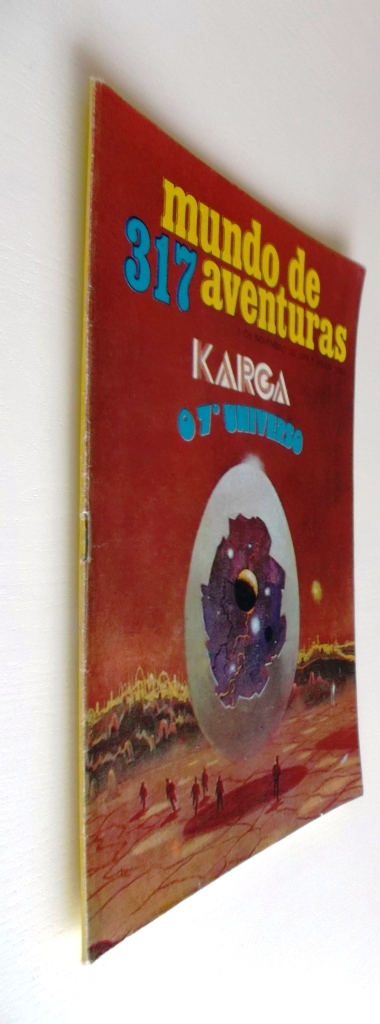 mundo de
317 aventuras
KARGA
O 7º UNIVERSO